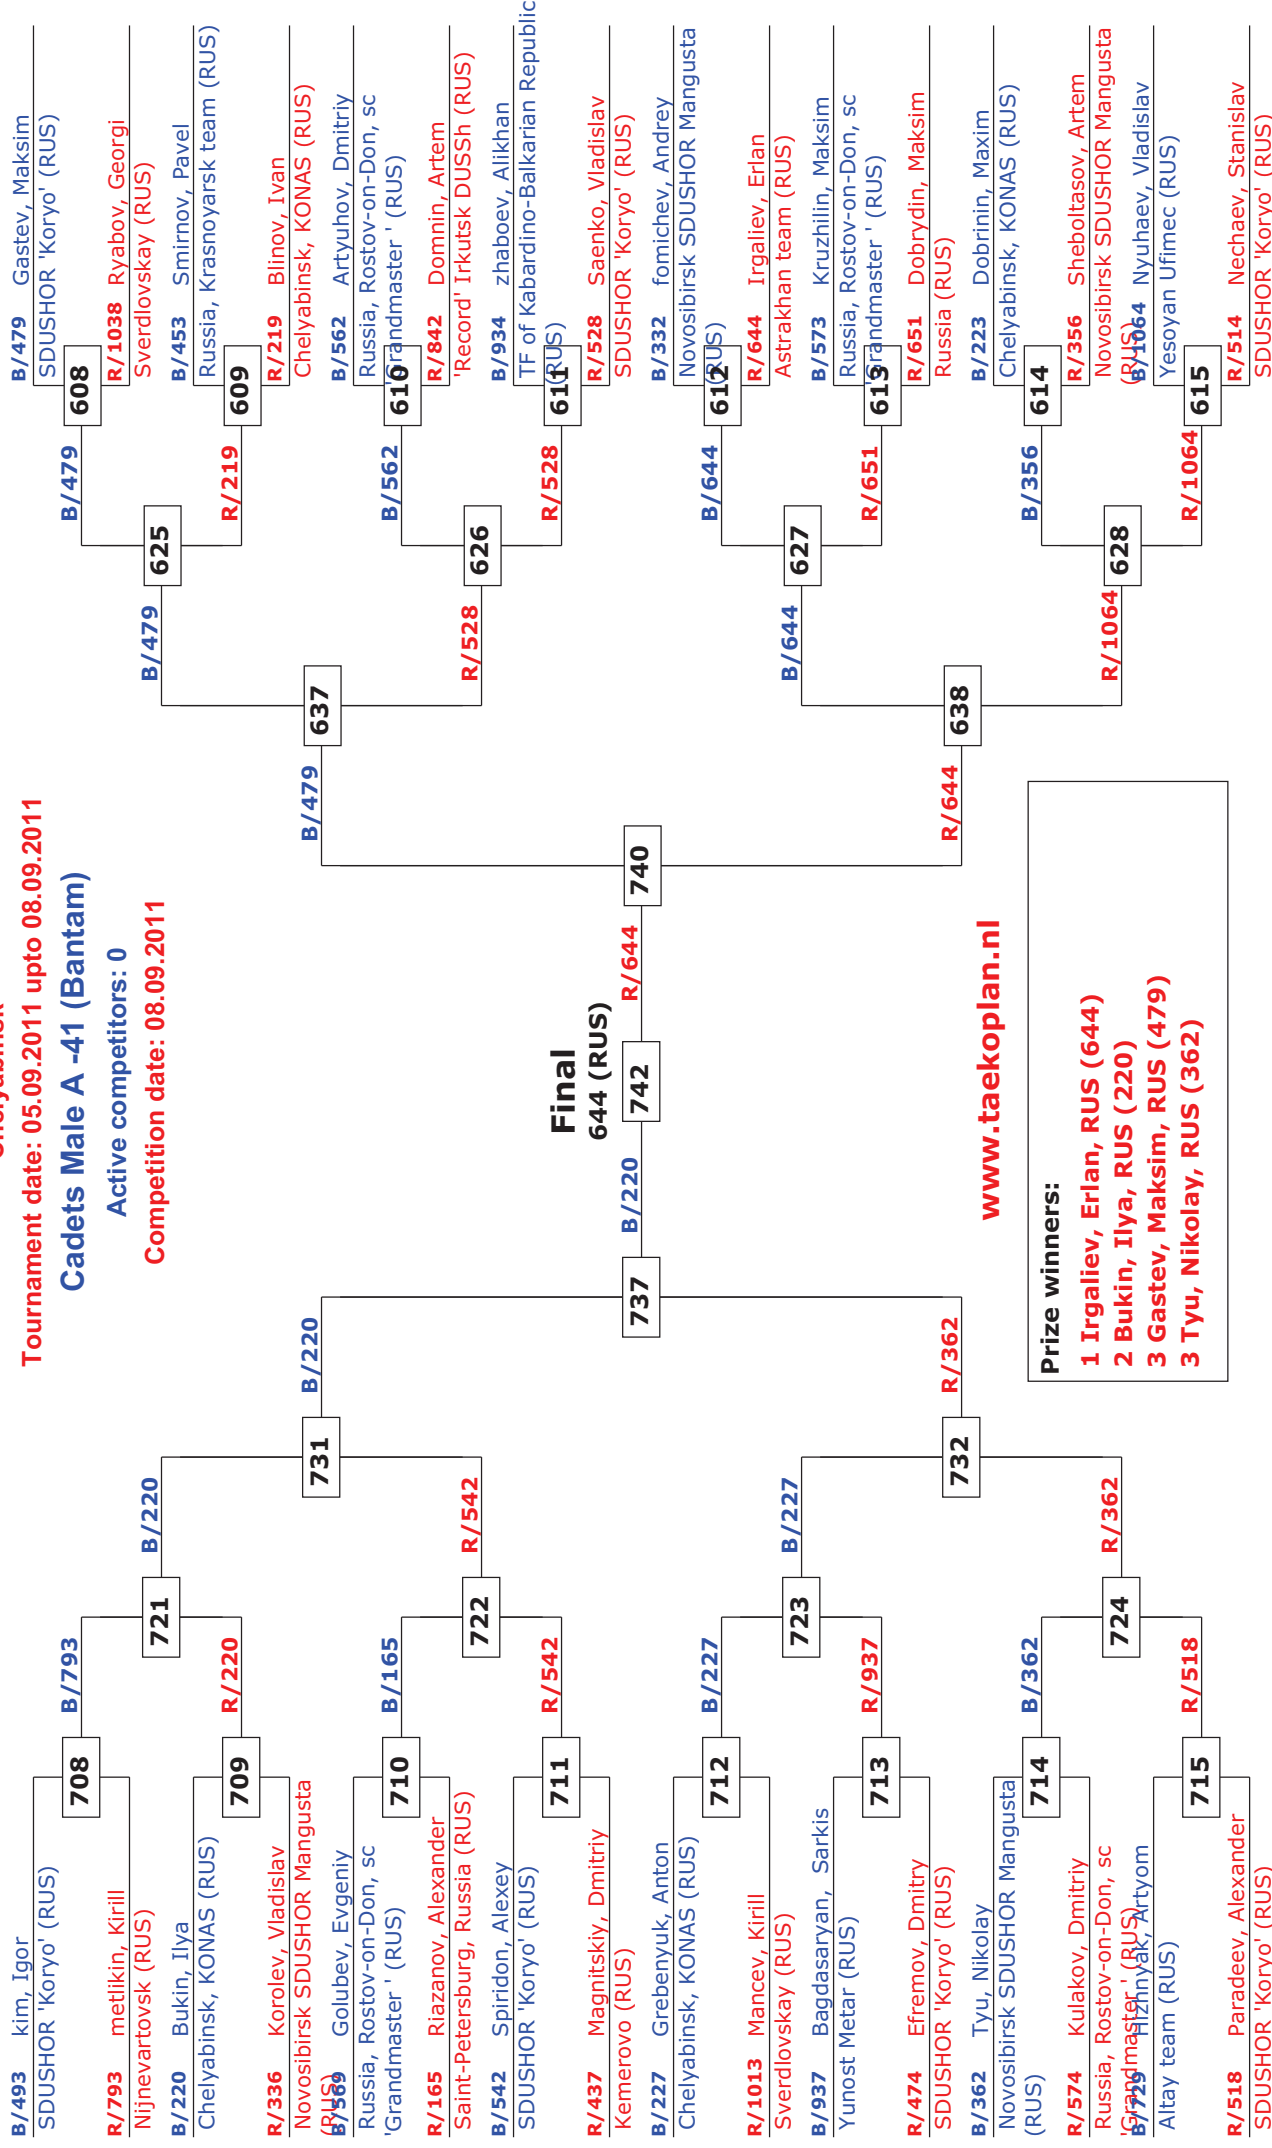 Tournament date: 05.09.2011 upto 08.09.2011
Cadets Male A -41 (Bantam)
Active competitors: 0
Competition date: 08.09.2011
B/493 kim, Igor
SDUSHOR 'Koryo' (RUS)
R/793 metlikin, Kirill
Nijnevartovsk (RUS)
B/220 Bukin, Ilya
Chelyabinsk, KONAS (RUS)
R/336 Korolev, Vladislav
Novosibirsk SDUSHOR Mangusta
(RUS)
B/569 Golubev, Evgeniy
Russia, Rostov-on-Don, sc
'Grandmaster ' (RUS)
R/165 Riazanov, Alexander
Saint-Petersburg, Russia (RUS)
B/542 Spiridon, Alexey
SDUSHOR 'Koryo' (RUS)
R/437 Magnitskiy, Dmitriy
Kemerovo (RUS)
B/227 Grebenyuk, Anton
Chelyabinsk, KONAS (RUS)
R/1013 Mancev, Kirill
Sverdlovskay (RUS)
B/937 Bagdasaryan, Sarkis
Yunost Metar (RUS)
R/474 Efremov, Dmitry
SDUSHOR 'Koryo' (RUS)
B/362 Tyu, Nikolay
Novosibirsk SDUSHOR Mangusta
(RUS)
R/574 Kulakov, Dmitriy
Russia, Rostov-on-Don, sc
'Grandmaster ' (RUS)
B/729 Hizhnyak, Artyom
Altay team (RUS)
R/518 Paradeev, Alexander
SDUSHOR 'Koryo' (RUS)
708
709
710
711
712
713
714
715
B/793
R/220
B/165
R/542
B/227
R/937
B/362
R/518
721
722
723
724
B/220
R/542
B/227
R/362
731
732
B/220
R/362
737
B/220
Final
644 (RUS)
742
R/644
740
B/479
R/644
637
638
B/479
R/528
B/644
R/1064
625
626
627
628
B/479
R/219
B/562
R/528
B/644
R/651
B/356
R/1064
608
609
610
611
612
613
614
615
B/479 Gastev, Maksim
SDUSHOR 'Koryo' (RUS)
R/1038 Ryabov, Georgi
Sverdlovskay (RUS)
B/453 Smirnov, Pavel
Russia, Krasnoyarsk team (RUS)
R/219 Blinov, Ivan
Chelyabinsk, KONAS (RUS)
B/562 Artyuhov, Dmitriy
Russia, Rostov-on-Don, sc
'Grandmaster ' (RUS)
R/842 Domnin, Artem
'Record' Irkutsk DUSSh (RUS)
B/934 zhaboev, Alikhan
TF of Kabardino-Balkarian Republic
(RUS)
R/528 Saenko, Vladislav
SDUSHOR 'Koryo' (RUS)
B/332 fomichev, Andrey
Novosibirsk SDUSHOR Mangusta
(RUS)
R/644 Irgaliev, Erlan
Astrakhan team (RUS)
B/573 Kruzhilin, Maksim
Russia, Rostov-on-Don, sc
'Grandmaster ' (RUS)
R/651 Dobrydin, Maksim
Russia (RUS)
B/223 Dobrinin, Maxim
Chelyabinsk, KONAS (RUS)
R/356 Sheboltasov, Artem
Novosibirsk SDUSHOR Mangusta
(RUS)
B/1064 Nyuhaev, Vladislav
Yesoyan Ufimec (RUS)
R/514 Nechaev, Stanislav
SDUSHOR 'Koryo' (RUS)
www.taekoplan.nl
Prize winners:
1 Irgaliev, Erlan, RUS (644)
2 Bukin, Ilya, RUS (220)
3 Gastev, Maksim, RUS (479)
3 Tyu, Nikolay, RUS (362)